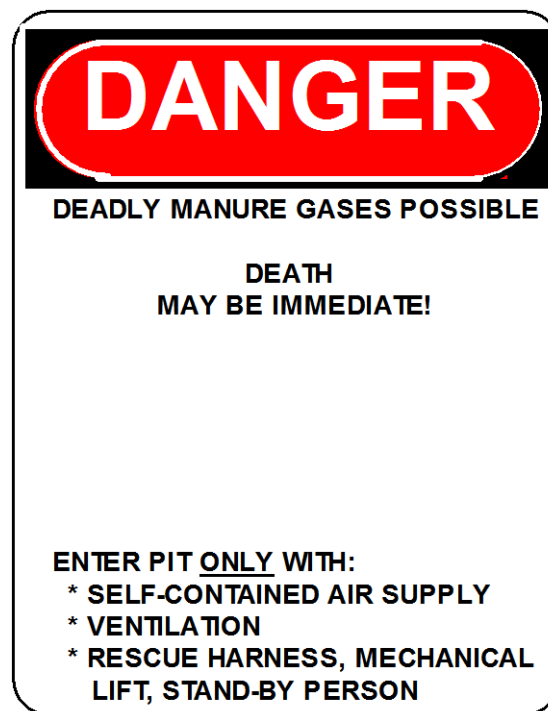 DANGER
DEADLY MANURE GASES POSSIBLE
DEATH
MAY BE IMMEDIATE!
ENTER PIT ONLY WITH:
* SELF-CONTAINED AIR SUPPLY
* VENTILATION
* RESCUE HARNESS, MECHANICAL
LIFT, STAND-BY PERSON